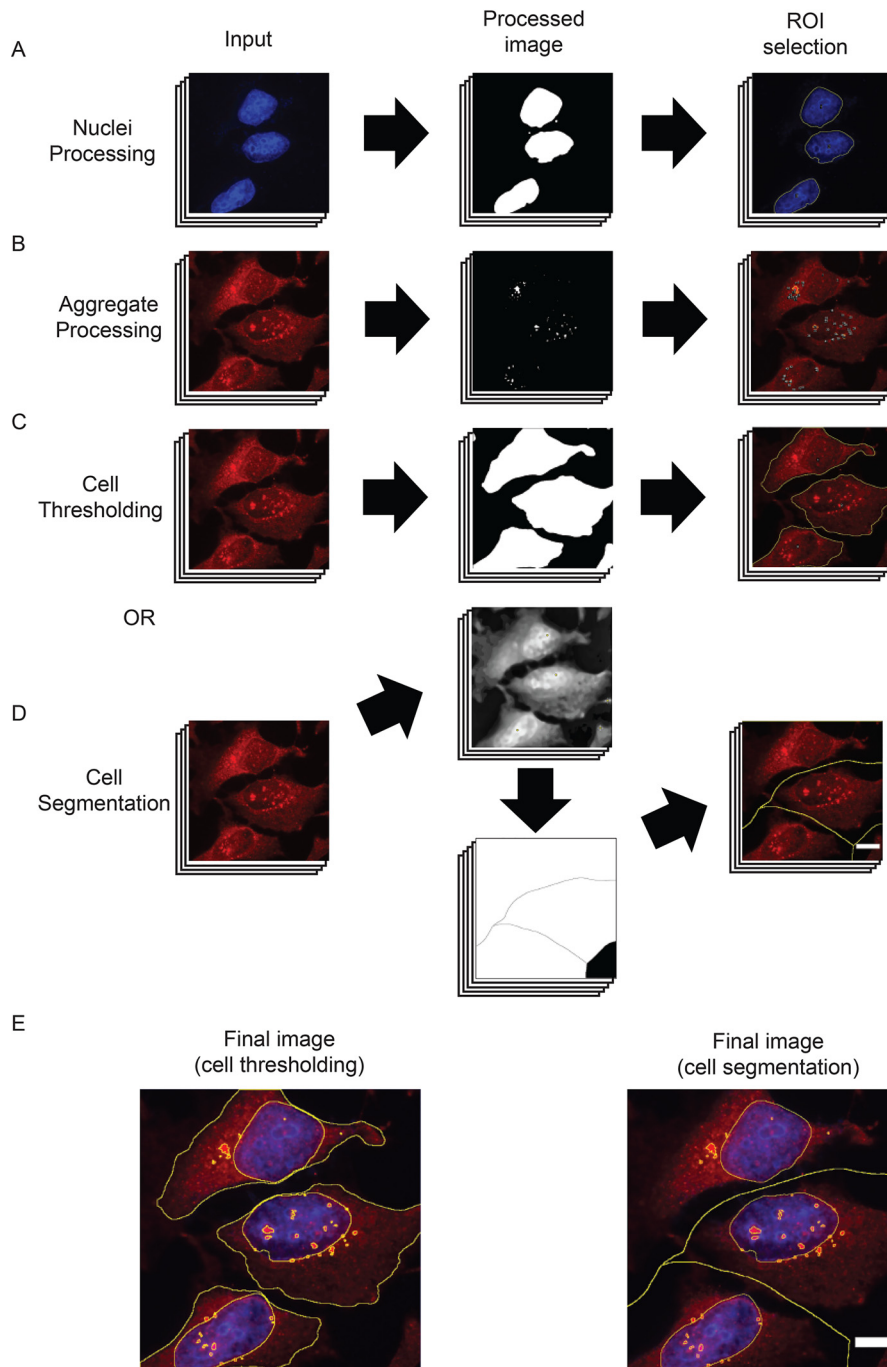 A
Input
Processed
image
ROI
selection
Nuclei
Processing
B
Aggregate
Processing
C
Cell
Thresholding
OR
D
Cell
Segmentation
E
Final image
(cell thresholding)
Final image
(cell segmentation)